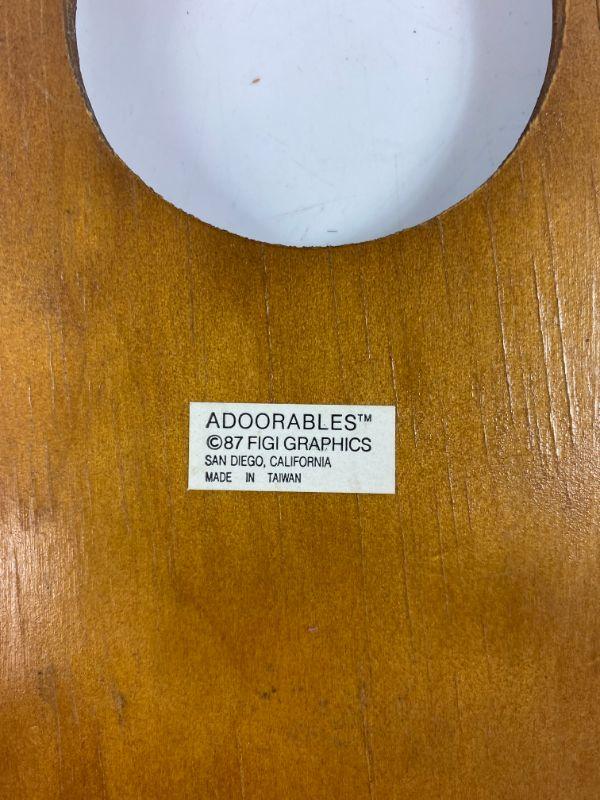 ADOORABLES™
©87 FIGI GRAPHICS
SAN DIEGO, CALIFORNIA
MADE IN TAIWAN